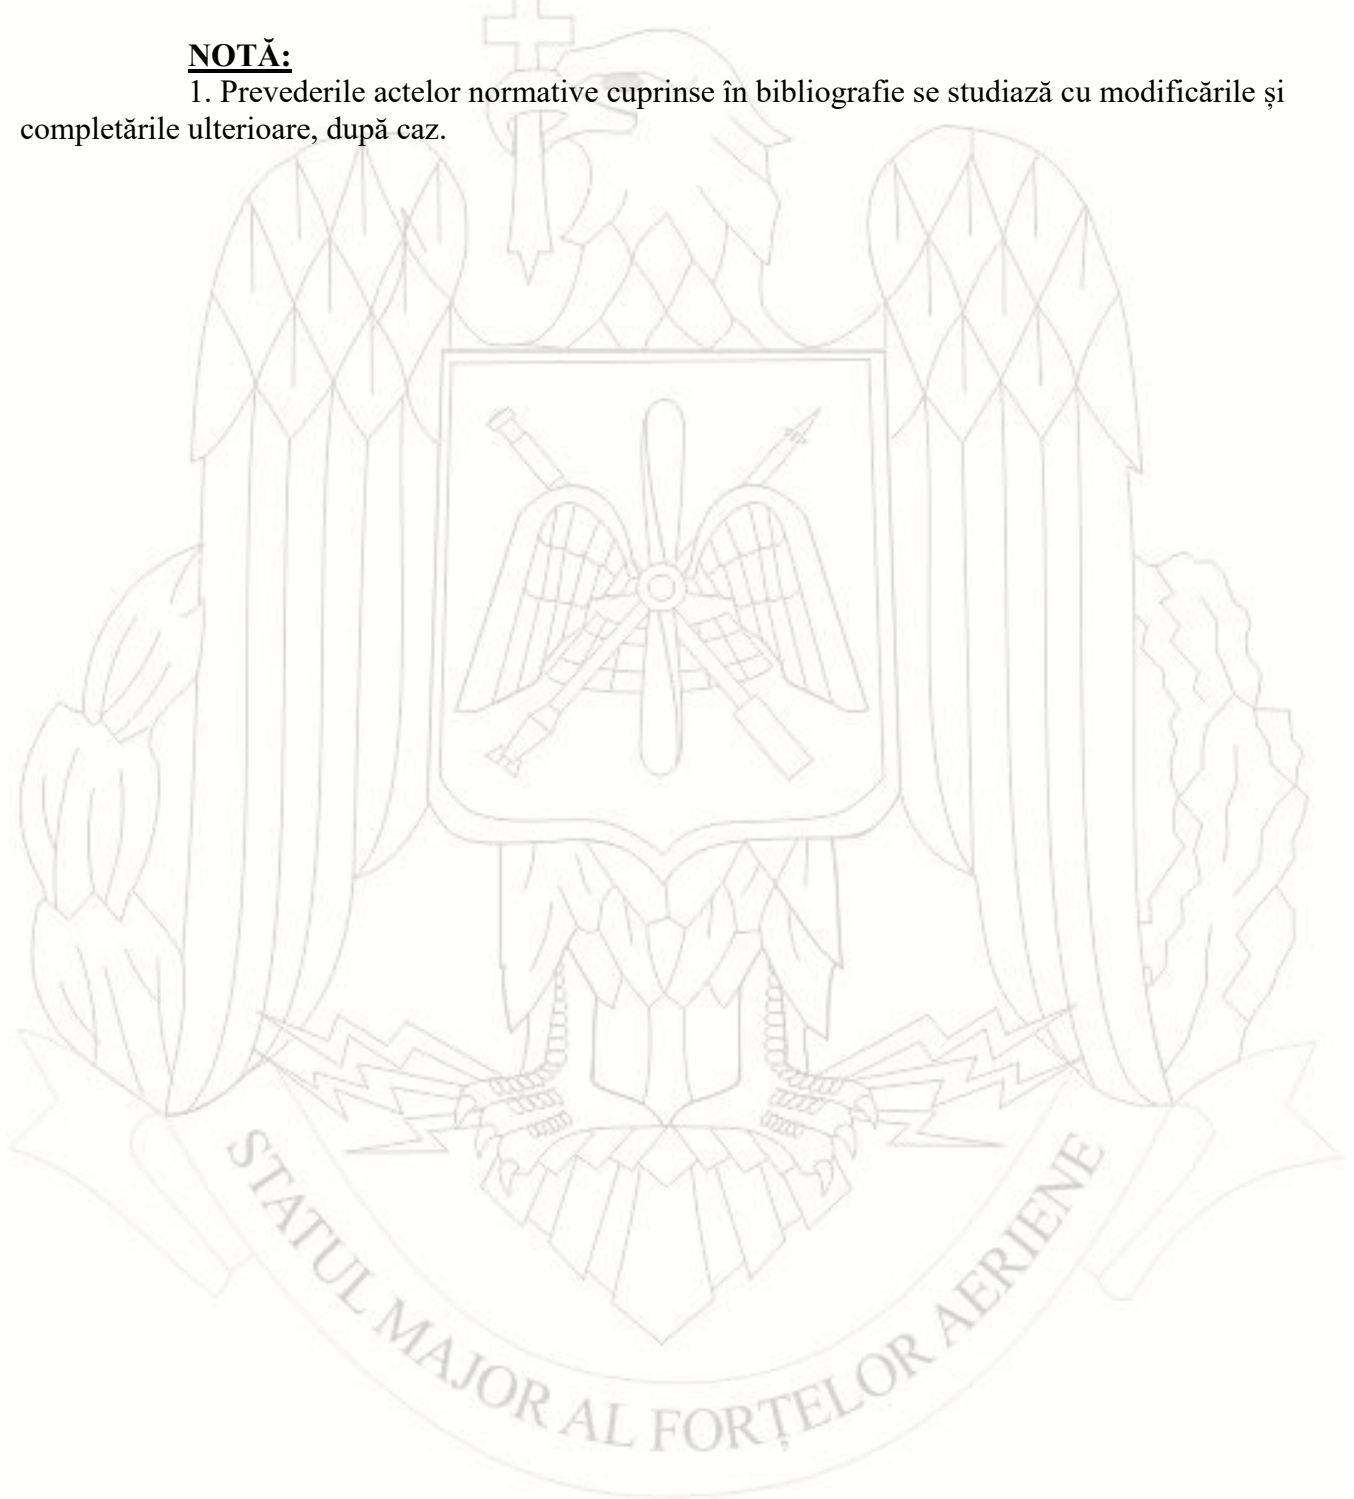 NOTĂ:
1. Prevederile actelor normative cuprinse în bibliografie se studiază cu modificările și
completările ulterioare, după caz.
STATUL MAJOR AL FORȚELOR AERIENE